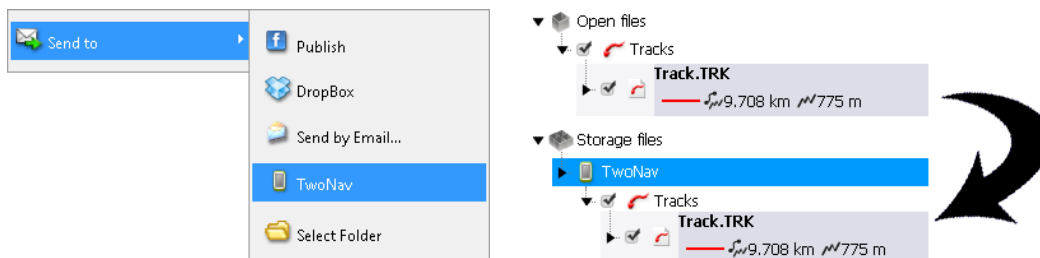 Send to
Publish
DropBox
Send by Email...
TwoNav
Select Folder
Open files
Tracks
Track.TRK
9.708 km 775 m
Storage files
TwoNav
Tracks
Track.TRK
9.708 km 775 m